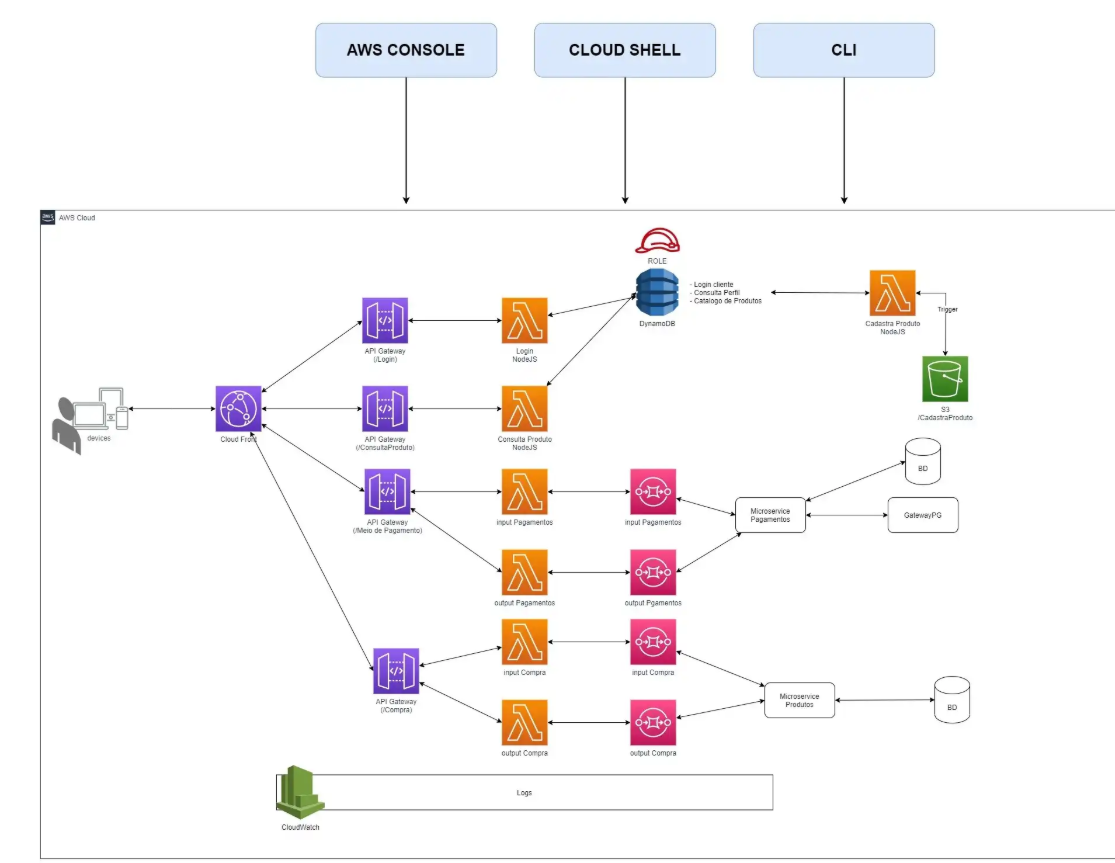 AWS CONSOLE
CLOUD SHELL
CLI
aws
AWS Cloud
ROLE
- Login cliente
- Consulta Perfil
- Catalogo de Produtos
DynamoDB
Cadastra Produto
NodeJS
Trigger
API Gateway
(/Login)
Login
NodeJS
S3
/CadastraProduto
devices
Cloud Front
API Gateway
(/ConsultaProduto)
Consulta Produto
NodeJS
BD
API Gateway
(/Meio de Pagamento)
input Pagamentos
input Pagamentos
Microservice
Pagamentos
GatewayPG
output Pagamentos
output Pgamentos
input Compra
input Compra
API Gateway
(/Compra)
Microservice
Produtos
BD
output Compra
output Compra
Logs
CloudWatch